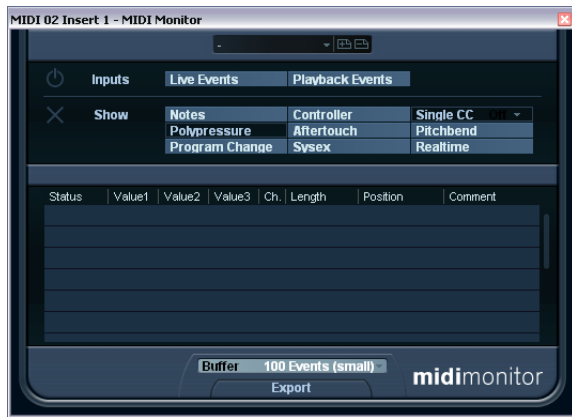 MIDI 02 Insert 1 - MIDI Monitor
-
Inputs Live Events Playback Events
Show Notes Controller Single CC Off
Polypressure Aftertouch Pitchbend
Program Change Sysex Realtime
Status Value1 Value2 Value3 Ch. Length Position Comment
Buffer 100 Events (small)
Export
midimonitor